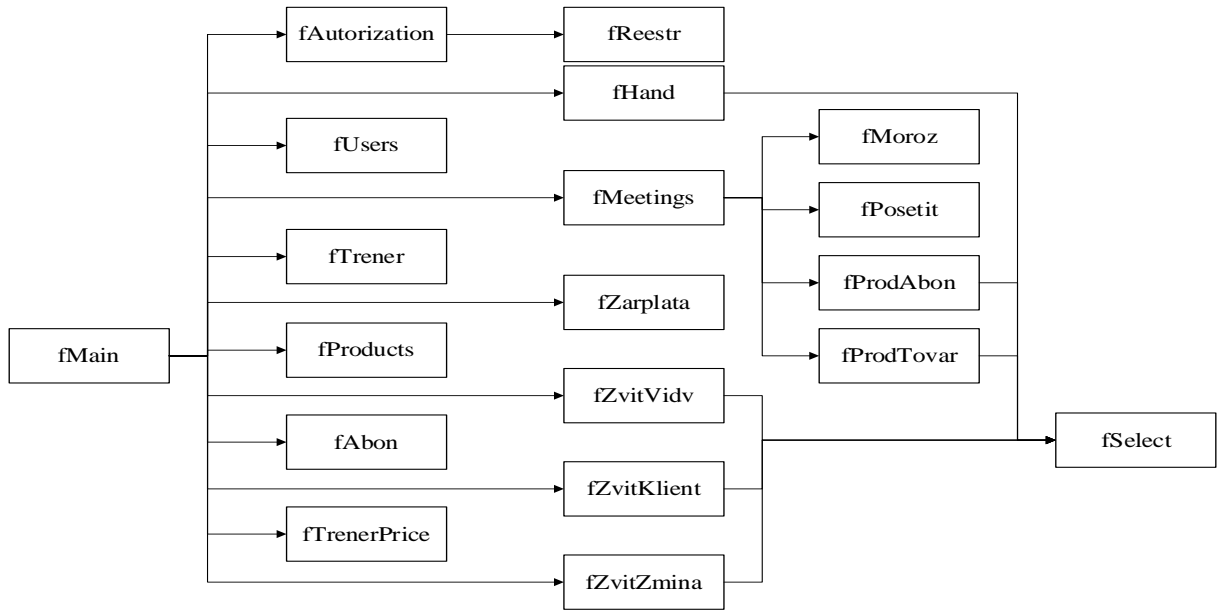 fAutorization
fReestr
fHand
fUsers
fMoroz
fMeetings
fPosetit
fTrener
fProdAbon
fZarplata
fMain
fProducts
fProdTovar
fZvitVidv
fAbon
fSelect
fZvitKlient
fTrenerPrice
fZvitZmina